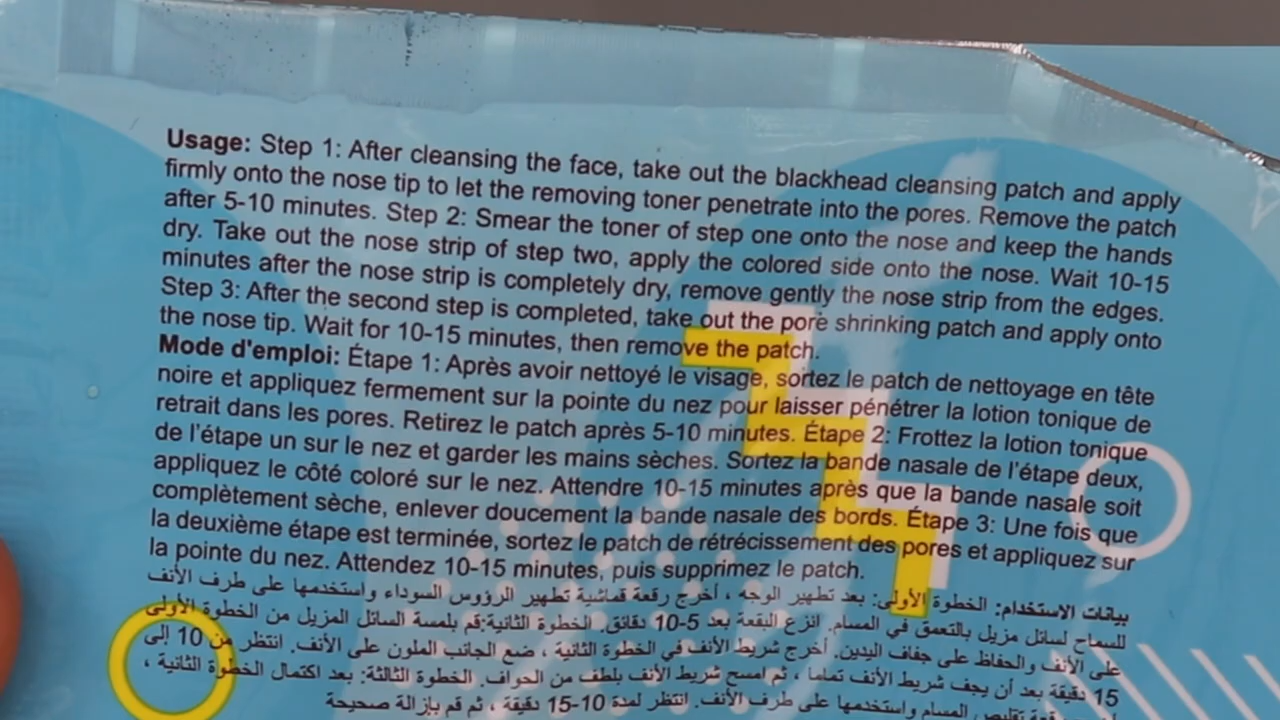 Usage: Step 1: After cleansing the face, take out the blackhead cleansing patch and apply
firmly onto the nose tip to let the removing toner penetrate into the pores. Remove the patch
after 5-10 minutes. Step 2: Smear the toner of step one onto the nose and keep the hands
dry. Take out the nose strip of step two, apply the colored side onto the nose. Wait 10-15
minutes after the nose strip is completely dry, remove gently the nose strip from the edges.
Step 3: After the second step is completed, take out the pore shrinking patch and apply onto
the nose tip. Wait for 10-15 minutes, then remove the patch.
Mode d'emploi: Étape 1: Après avoir nettoyé le visage, sortez le patch de nettoyage en tête
noire et appliquez fermement sur la pointe du nez pour laisser pénétrer la lotion tonique de
retrait dans les pores. Retirez le patch après 5-10 minutes. Étape 2: Frottez la lotion tonique
de l'étape un sur le nez et garder les mains sèches. Sortez la bande nasale de l'étape deux,
appliquez le côté coloré sur le nez. Attendre 10-15 minutes après que la bande nasale soit
complètement sèche, enlever doucement la bande nasale des bords. Étape 3: Une fois que
la deuxième étape est terminée, sortez le patch de rétrécissement des pores et appliquez sur
la pointe du nez. Attendez 10-15 minutes, puis supprimez le patch.
بيانات الاستخدام: الخطوة الأولى: بعد تطهير الوجه ، أخرج رقعة قماشية تطهير الرؤوس السوداء واستخدمها على طرف الأنف
للسماح لسائل مزيل بالتعمق في المسام. انزع البقعة بعد 5-10 دقائق. الخطوة الثانية:قم بلمسة السائل المزيل من الخطوة الأولى
على الأنف والحفاظ على جفاف اليدين. أخرج شريط الأنف في الخطوة الثانية ، ضع الجانب الملون على الأنف. انتظر من 10 إلى
15 دقيقة بعد أن يجف شريط الأنف تماما ، ثم امسح شريط الأنف بلطف من الحواف. الخطوة الثالثة: بعد اكتمال الخطوة الثانية ،
رقعة تقليص المسام واستخدمها على طرف الأنف. انتظر لمدة 10-15 دقيقة ، ثم قم بإزالة صحيحة